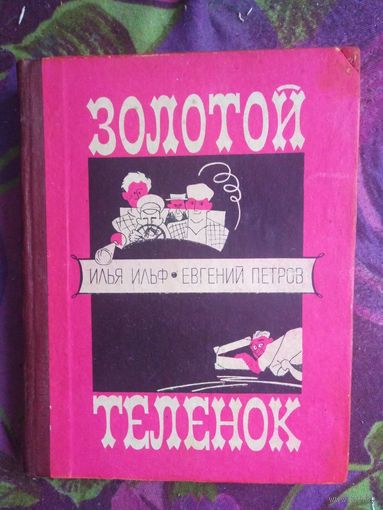 ЗОЛОТОЙ
ИЛЬЯ ИЛЬФ • ЕВГЕНИЙ ПЕТРОВ
ТЕЛЕНОК